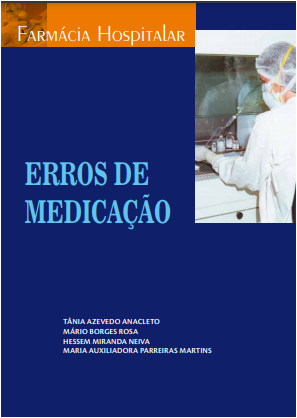 Farmácia Hospitalar
ERROS DE
MEDICAÇÃO
TÂNIA AZEVEDO ANACLETO
MÁRIO BORGES ROSA
HESSEM MIRANDA NEIVA
MARIA AUXILIADORA PARREIRAS MARTINS